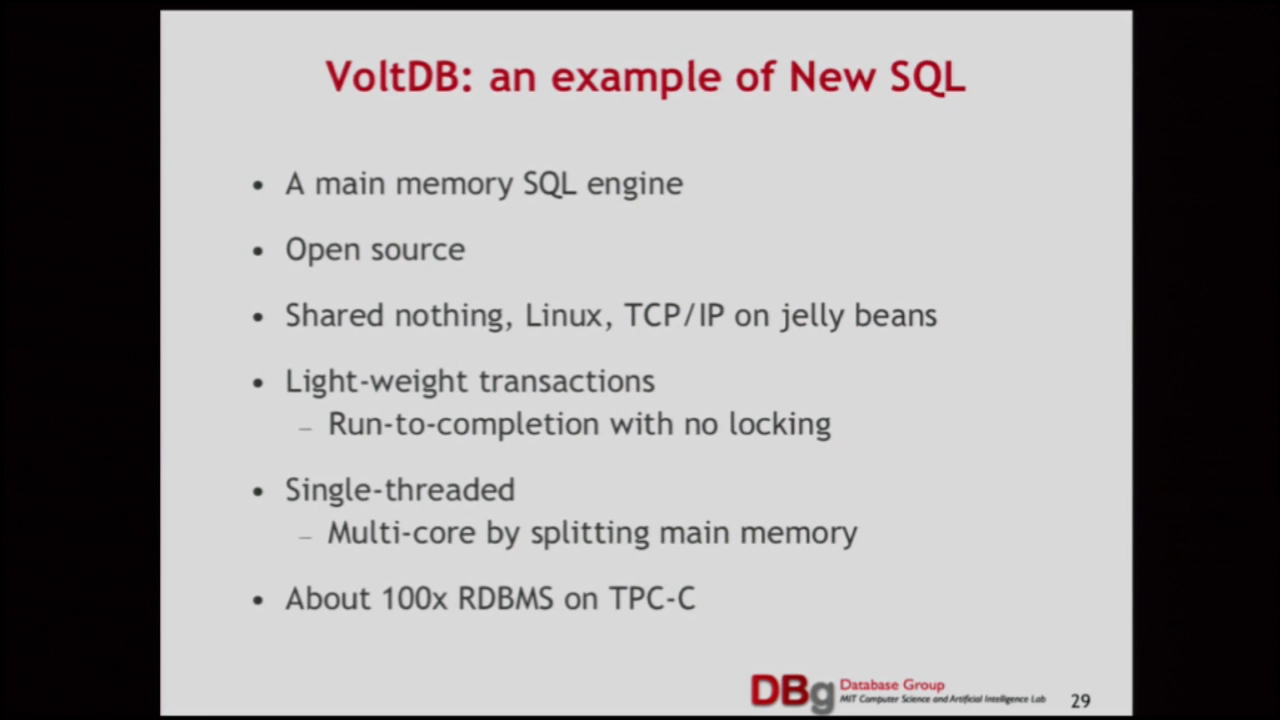 VoltDB: an example of New SQL
• A main memory SQL engine
• Open source
• Shared nothing, Linux, TCP/IP on jelly beans
• Light-weight transactions
– Run-to-completion with no locking
• Single-threaded
– Multi-core by splitting main memory
• About 100x RDBMS on TPC-C
DBg Database Group
MIT Computer Science and Artificial Intelligence Lab
29